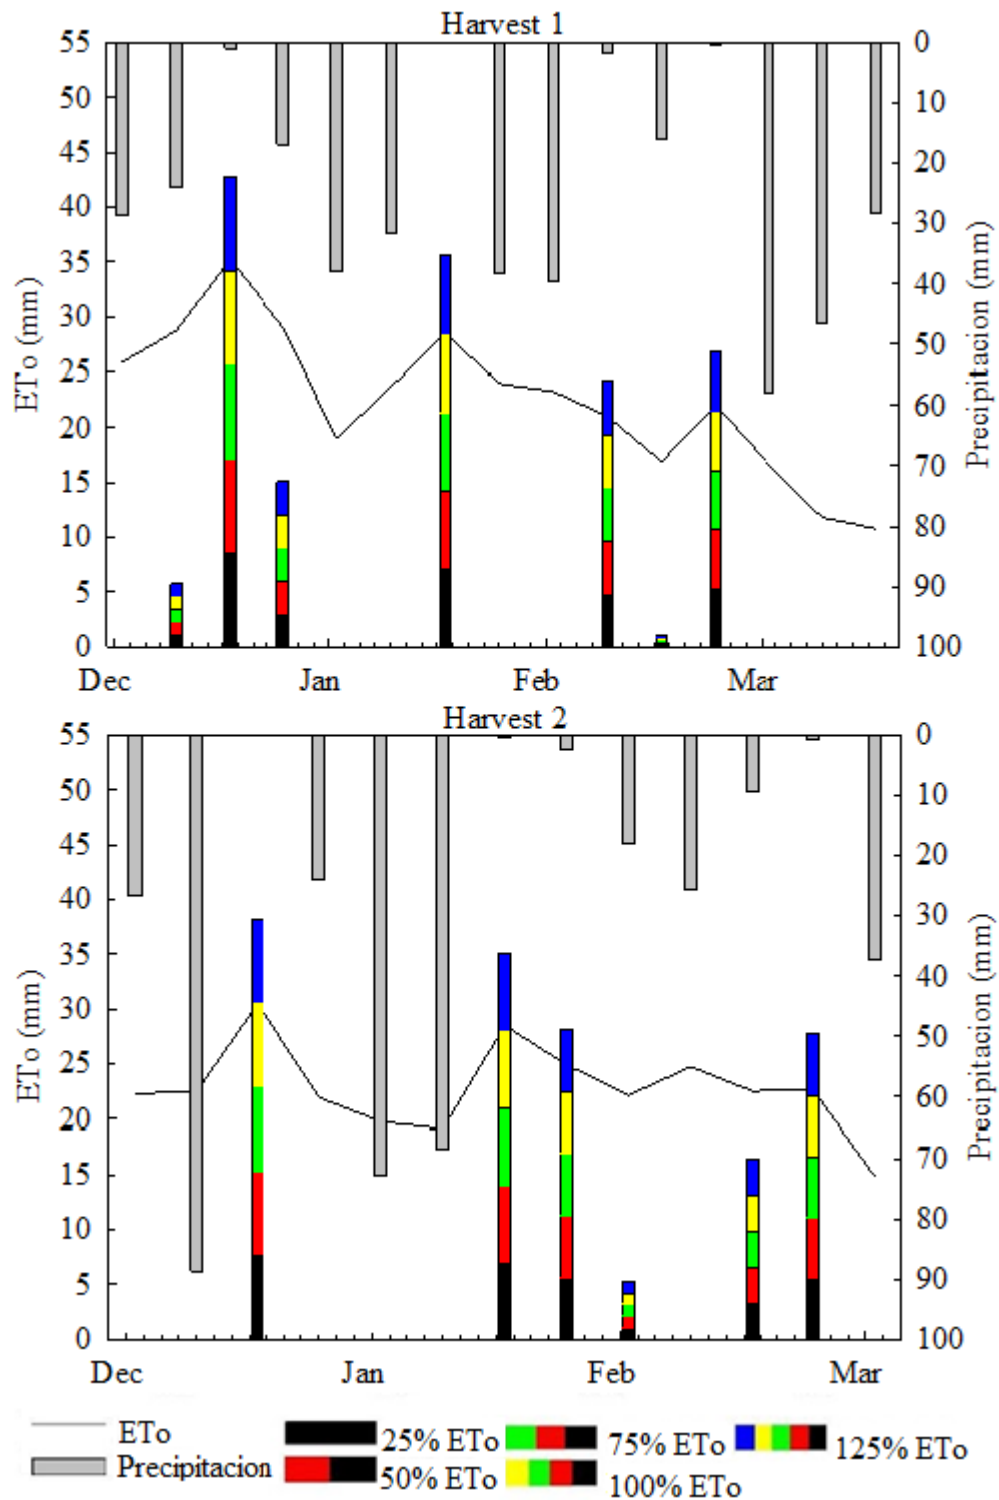 Harvest 1
55 0
50 10
45 20
40 30
35 40
30 50
25 60
20 70
15 80
10 90
5
0 100
ETo (mm)
Precipitacion (mm)
Dec Jan Feb Mar
Harvest 2
55 0
50 10
45 20
40 30
35 40
30 50
25 60
20 70
15 80
10 90
5
0 100
ETo (mm)
Precipitacion (mm)
Dec Jan Feb Mar
ETo 25% ETo 75% ETo 125% ETo
Precipitacion 50% ETo 100% ETo